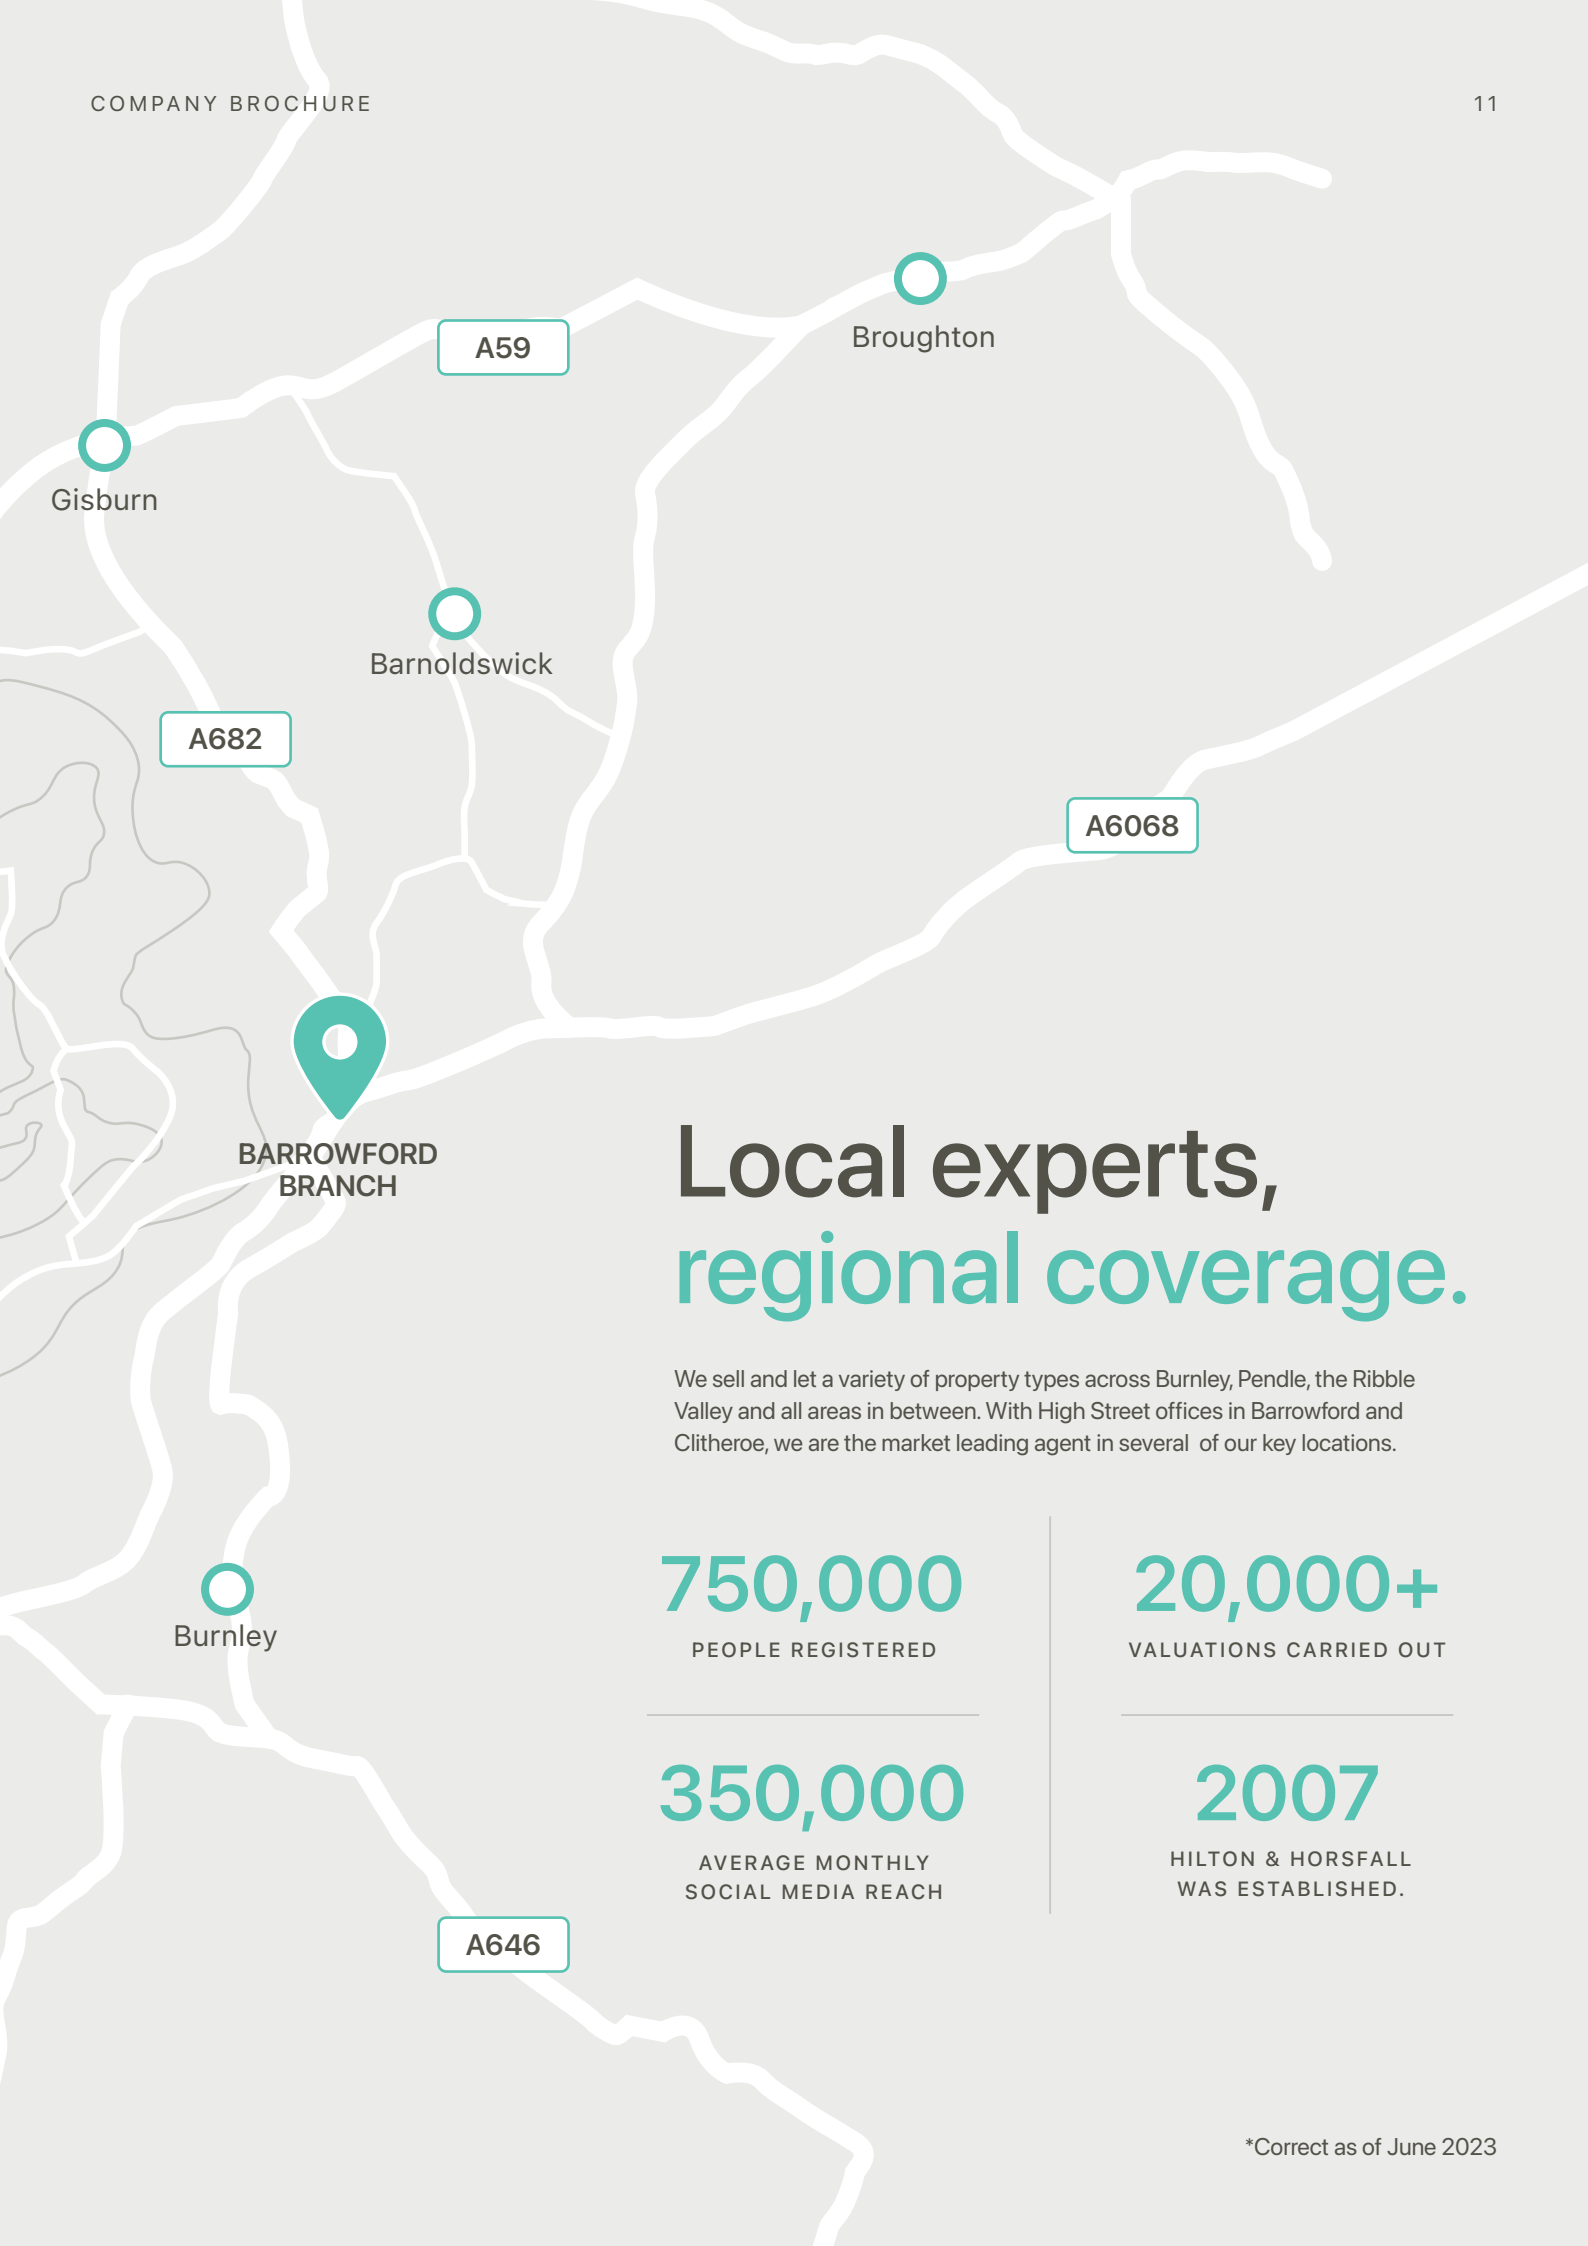 COMPANY BROCHURE
11
Broughton
A59
Gisburn
Barnoldswick
A682
A6068
BARROWFORD
BRANCH
Local experts,
regional coverage.
We sell and let a variety of property types across Burnley, Pendle, the Ribble
Valley and all areas in between. With High Street offices in Barrowford and
Clitheroe, we are the market leading agent in several  of our key locations.
750,000
PEOPLE REGISTERED
20,000+
VALUATIONS CARRIED OUT
Burnley
350,000
AVERAGE MONTHLY
SOCIAL MEDIA REACH
2007
HILTON & HORSFALL
WAS ESTABLISHED.
A646
*Correct as of June 2023